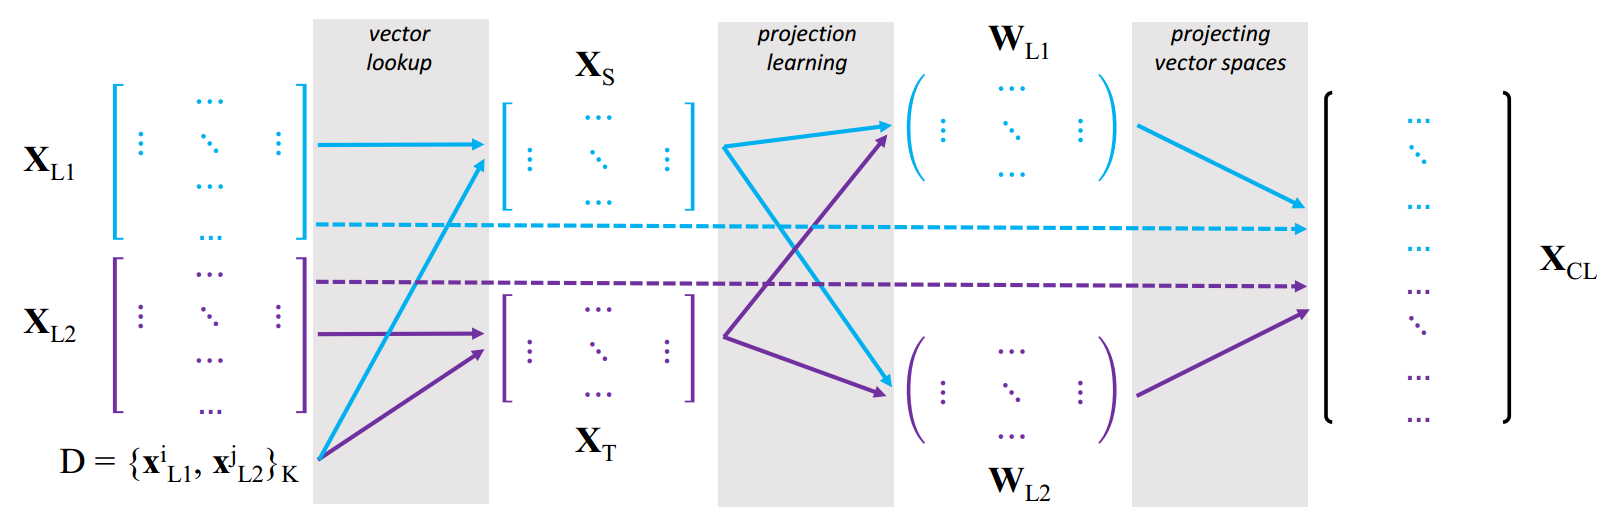 vector
lookup
projection
learning
projecting
vector spaces
X_S
W_L1
X_L1
X_L2
X_CL
D = {x^i_L1, x^j_L2}_K
X_T
W_L2